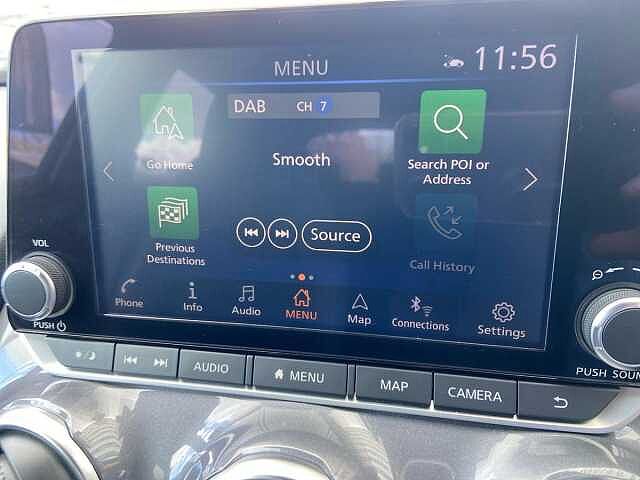 MENU
11:56
DAB CH 7
Go Home
Smooth
Search POI or
Address
Previous
Destinations
Source
Call History
Phone
Info
Audio
MENU
Map
Connections
Settings
VOL
PUSH
AUDIO
MENU
MAP
CAMERA
PUSH SOUN